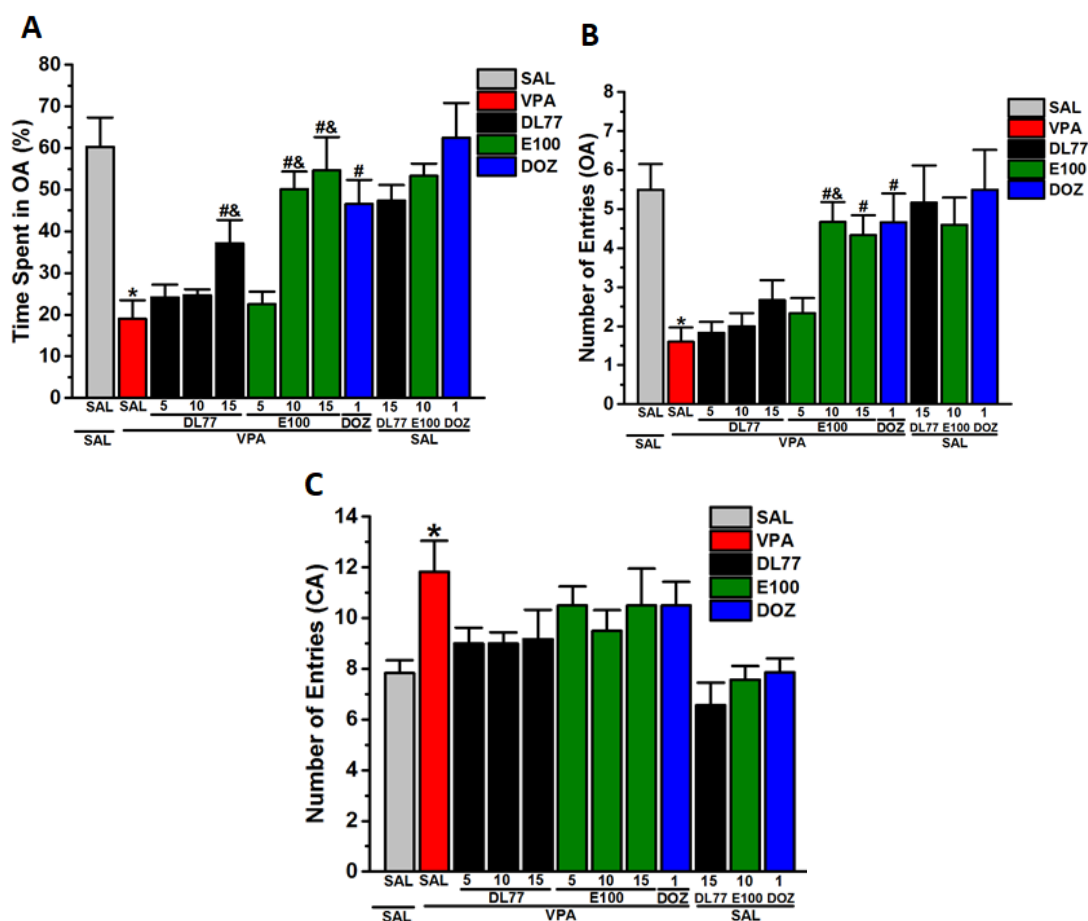 A
Time Spent in OA (%)
80
70
60
50
40
30
20
10
0
SAL
VPA
DL77
E100
DOZ
*
#&
#&
#&
#
SAL SAL 5 10 15 5 10 15 1 15 10 1
DL77 E100 DOZ DL77 E100 DOZ
SAL VPA SAL
B
Number of Entries (OA)
8
7
6
5
4
3
2
1
0
SAL
VPA
DL77
E100
DOZ
*
#&
#
#
SAL SAL 5 10 15 5 10 15 1 15 10 1
DL77 E100 DOZ DL77 E100 DOZ
SAL VPA SAL
C
Number of Entries (CA)
14
12
10
8
6
4
2
0
SAL
VPA
DL77
E100
DOZ
*
SAL SAL 5 10 15 5 10 15 1 15 10 1
DL77 E100 DOZ DL77 E100 DOZ
SAL VPA SAL